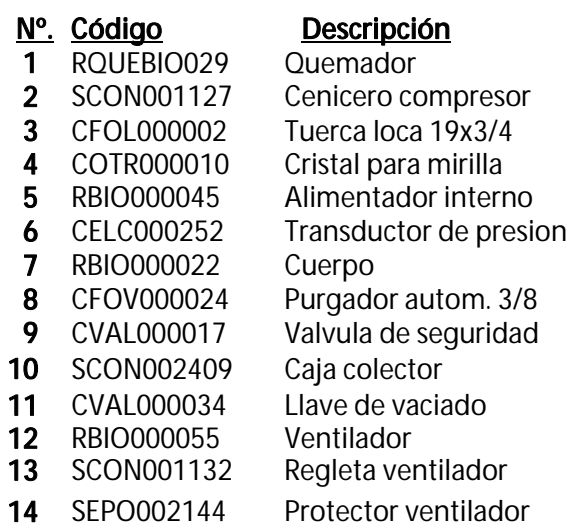 Nº. Código Descripción
1 RQUEBIO029 Quemador
2 SCON001127 Cenicero compresor
3 CFOL000002 Tuerca loca 19x3/4
4 COTR000010 Cristal para mirilla
5 RBIO000045 Alimentador interno
6 CELC000252 Transductor de presion
7 RBIO000022 Cuerpo
8 CFOV000024 Purgador autom. 3/8
9 CVAL000017 Valvula de seguridad
10 SCON002409 Caja colector
11 CVAL000034 Llave de vaciado
12 RBIO000055 Ventilador
13 SCON001132 Regleta ventilador
14 SEPO002144 Protector ventilador